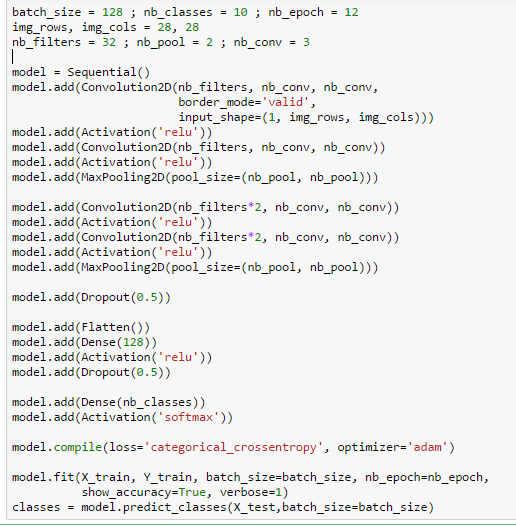 batch_size = 128 ; nb_classes = 10 ; nb_epoch = 12
img_rows, img_cols = 28, 28
nb_filters = 32 ; nb_pool = 2 ; nb_conv = 3
model = Sequential()
model.add(Convolution2D(nb_filters, nb_conv, nb_conv,
                        border_mode='valid',
                        input_shape=(1, img_rows, img_cols)))
model.add(Activation('relu'))
model.add(Convolution2D(nb_filters, nb_conv, nb_conv))
model.add(Activation('relu'))
model.add(MaxPooling2D(pool_size=(nb_pool, nb_pool)))
model.add(Convolution2D(nb_filters*2, nb_conv, nb_conv))
model.add(Activation('relu'))
model.add(Convolution2D(nb_filters*2, nb_conv, nb_conv))
model.add(Activation('relu'))
model.add(MaxPooling2D(pool_size=(nb_pool, nb_pool)))
model.add(Dropout(0.5))
model.add(Flatten())
model.add(Dense(128))
model.add(Activation('relu'))
model.add(Dropout(0.5))
model.add(Dense(nb_classes))
model.add(Activation('softmax'))
model.compile(loss='categorical_crossentropy', optimizer='adam')
model.fit(X_train, Y_train, batch_size=batch_size, nb_epoch=nb_epoch,
          show_accuracy=True, verbose=1)
classes = model.predict_classes(X_test,batch_size=batch_size)